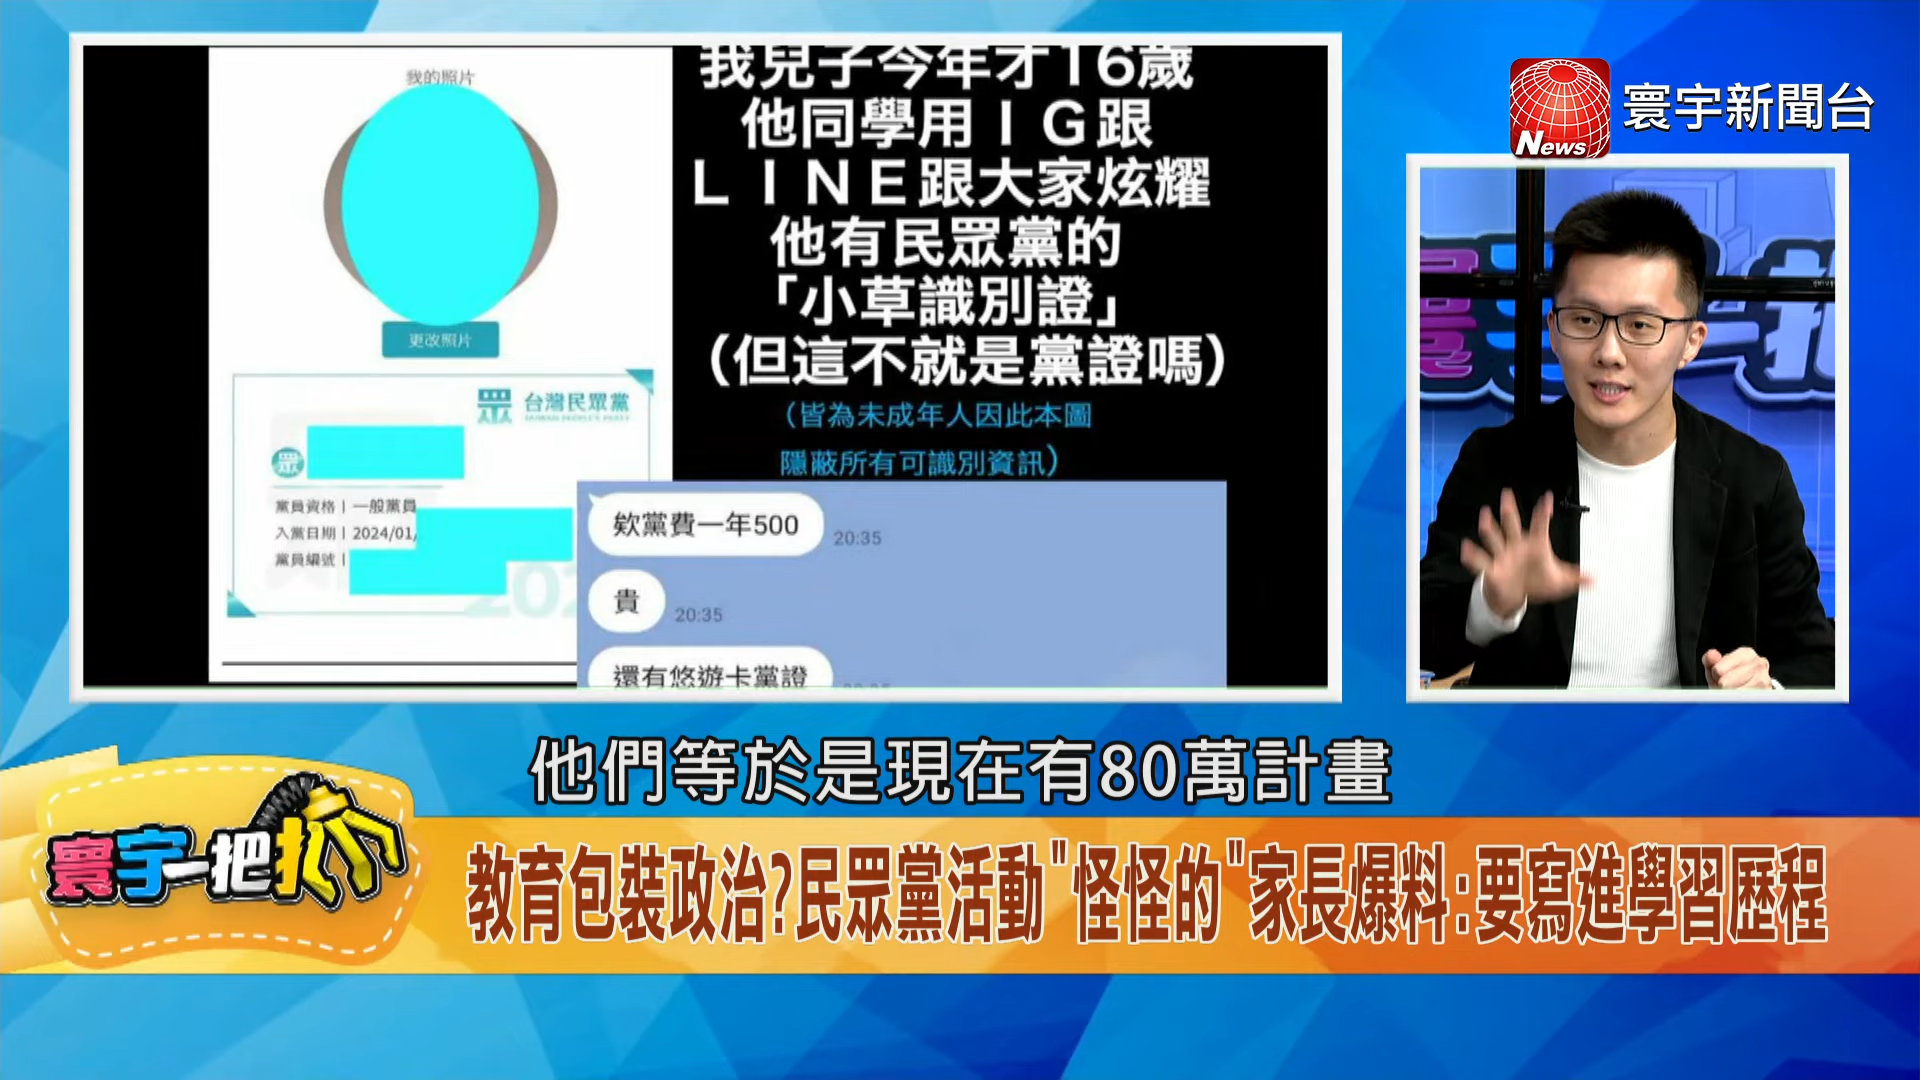 我的照片
更改照片
台灣民眾黨
TAIWAN PEOPLE'S PARTY
眾
黨員資格 | 一般黨員
入黨日期 | 2024/01/
黨員編號 |
我兒子今年才16歲
他同學用IG跟
LINE跟大家炫耀
他有民眾黨的
「小草識別證」
(但這不就是黨證嗎)
(皆為未成年人因此本圖
隱蔽所有可識別資訊)
欸黨費一年500
20:35
貴
20:35
還有悠遊卡黨證
News
寰宇新聞台
他們等於是現在有80萬計畫
寰宇一把抓
教育包裝政治?民眾黨活動"怪怪的"家長爆料:要寫進學習歷程